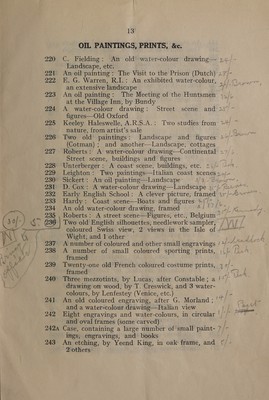 13
OIL PAINTINGS, PRINTS, &c.
220 C. Fielding : An old water-colour drawing—
Landscape, etc.
221 An oil painting : The Visit to the Prison (Dutch)
222 E. G. Warren, R.I. : An exhibited water-colour,
an extensive landscape
223 An oil painting : The Meeting of the Huntsmen
at the Village Inn, by Bundy
224 A water-colour drawing : Street scene and
figures—Old Oxford
225 Keeley Haleswelle, A.R.S.A. : Two studies from
nature, from artist's sale
226 Two old paintings : Landscape and figures
(Cotman) ; and another—Landscape, cottages
227 Roberts : A water-colour drawing—Continental
Street scene, buildings and figures
228 Unterberger : A coast scene, buildings, etc.
229 Leighton : Two paintings—Italian coast scenes
230 Sickert : An oil painting—Landscape
231 D. Cox : A water-colour drawing—Landscape
232 Early English School : A clever picture, framed
233 Hardy : Coast scene—Boats and figures
234 An old water-colour drawing, framed
235 Roberts : A street scene—Figures, etc., Belgium
236 Two old English silhouettes, needlework sampler,
coloured Swiss view, 2 views in the Isle of
Wight, and 1 other
237 A number of coloured and other small engravings
238 A number of small coloured sporting prints,
framed
239 Twenty-one old French coloured costume prints,
framed
240 Three mezzotints, by Lucas, after Constable ; a
drawing on wood, by T. Creswick, and 3 water-
colours, by Lenfestey (Venice, etc.)
241 An old coloured engraving, after G. Morland ;
and a water-colour drawing—Italian view
242 Eight engravings and water-colours, in circular
and oval frames (some carved)
242a Case, containing a large number of small paint-
ings, engravings, and books
243 An etching, by Yeend King, in oak frame, and
2 others